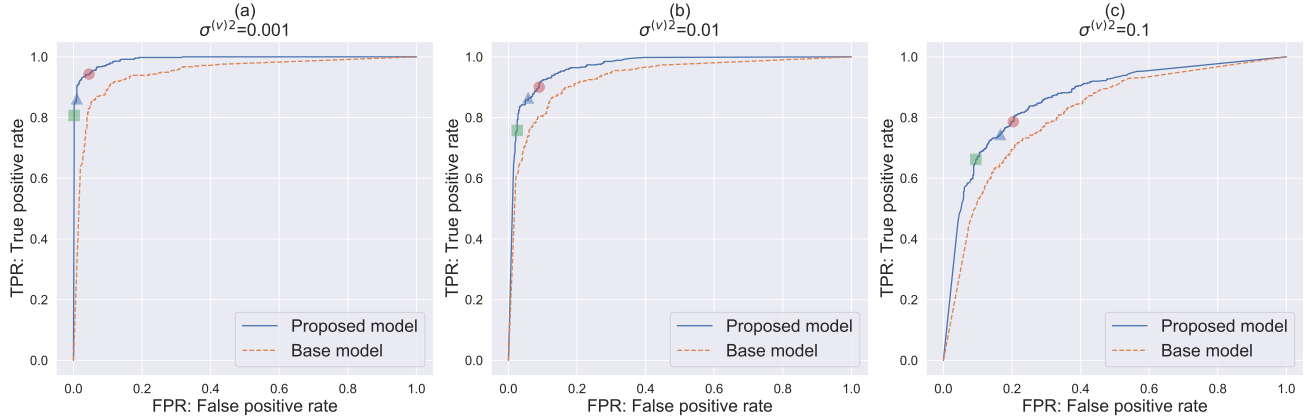 (a)
σ^(v)2=0.001
TPR: True positive rate
1.0
0.8
0.6
0.4
0.2
0.0
Proposed model
Base model
0.0 0.2 0.4 0.6 0.8 1.0
FPR: False positive rate
(b)
σ^(v)2=0.01
TPR: True positive rate
1.0
0.8
0.6
0.4
0.2
0.0
Proposed model
Base model
0.0 0.2 0.4 0.6 0.8 1.0
FPR: False positive rate
(c)
σ^(v)2=0.1
TPR: True positive rate
1.0
0.8
0.6
0.4
0.2
0.0
Proposed model
Base model
0.0 0.2 0.4 0.6 0.8 1.0
FPR: False positive rate